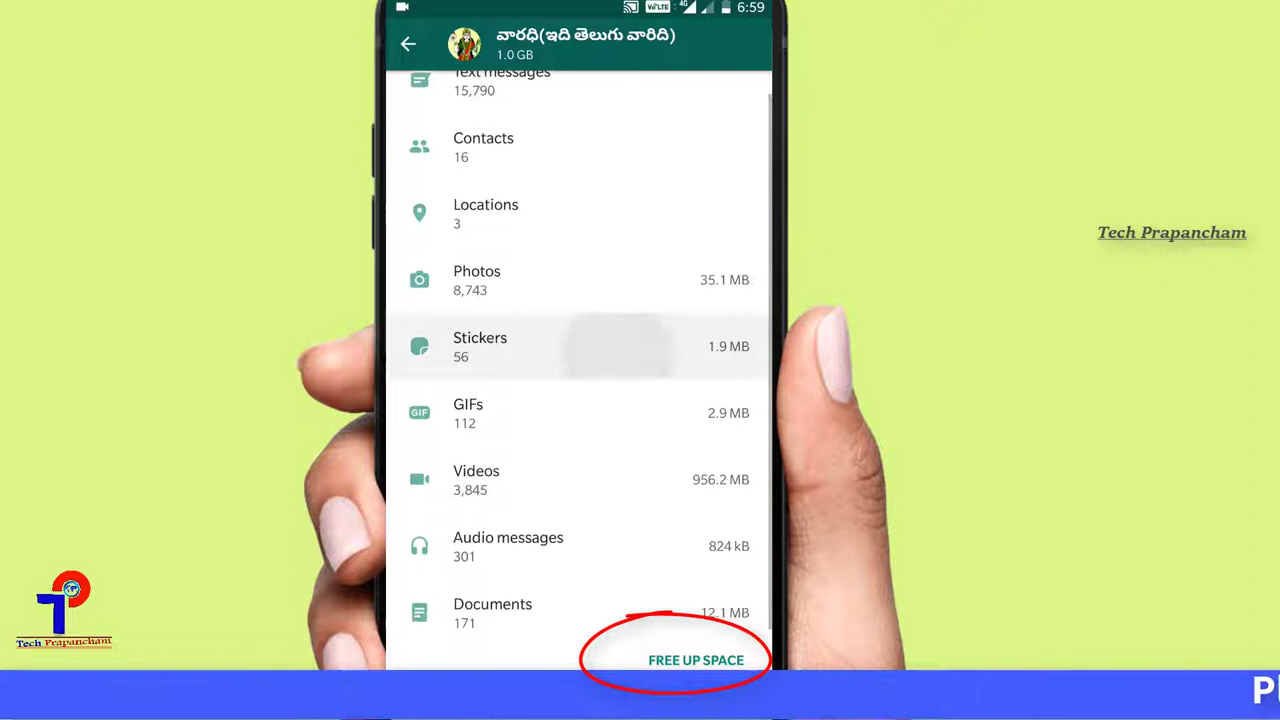 VoLTE 4G 6:59
వారధి(ఇది తెలుగు వారిది)
1.0 GB
Text messages
15,790
Contacts
16
Locations
3
Photos
8,743
35.1 MB
Stickers
56
1.9 MB
GIF
GIFs
112
2.9 MB
Videos
3,845
956.2 MB
Audio messages
301
824 kB
Documents
171
12.1 MB
FREE UP SPACE
Tech Prapancham
Tech Prapancham